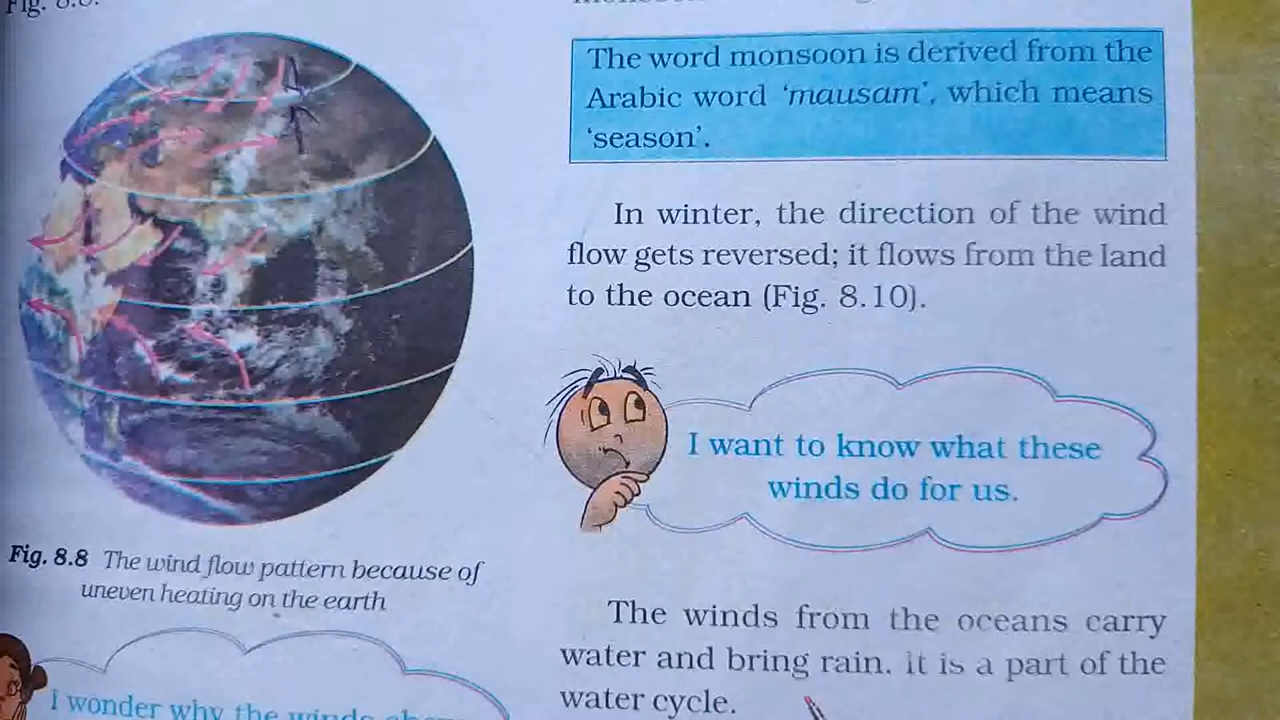 Fig. 8.8.
Fig. 8.8 The wind flow pattern because of
uneven heating on the earth
I wonder why the winds
The word monsoon is derived from the
Arabic word ‘mausam’, which means
‘season’.
In winter, the direction of the wind
flow gets reversed; it flows from the land
to the ocean (Fig. 8.10).
I want to know what these
winds do for us.
The winds from the oceans carry
water and bring rain. It is a part of the
water cycle.